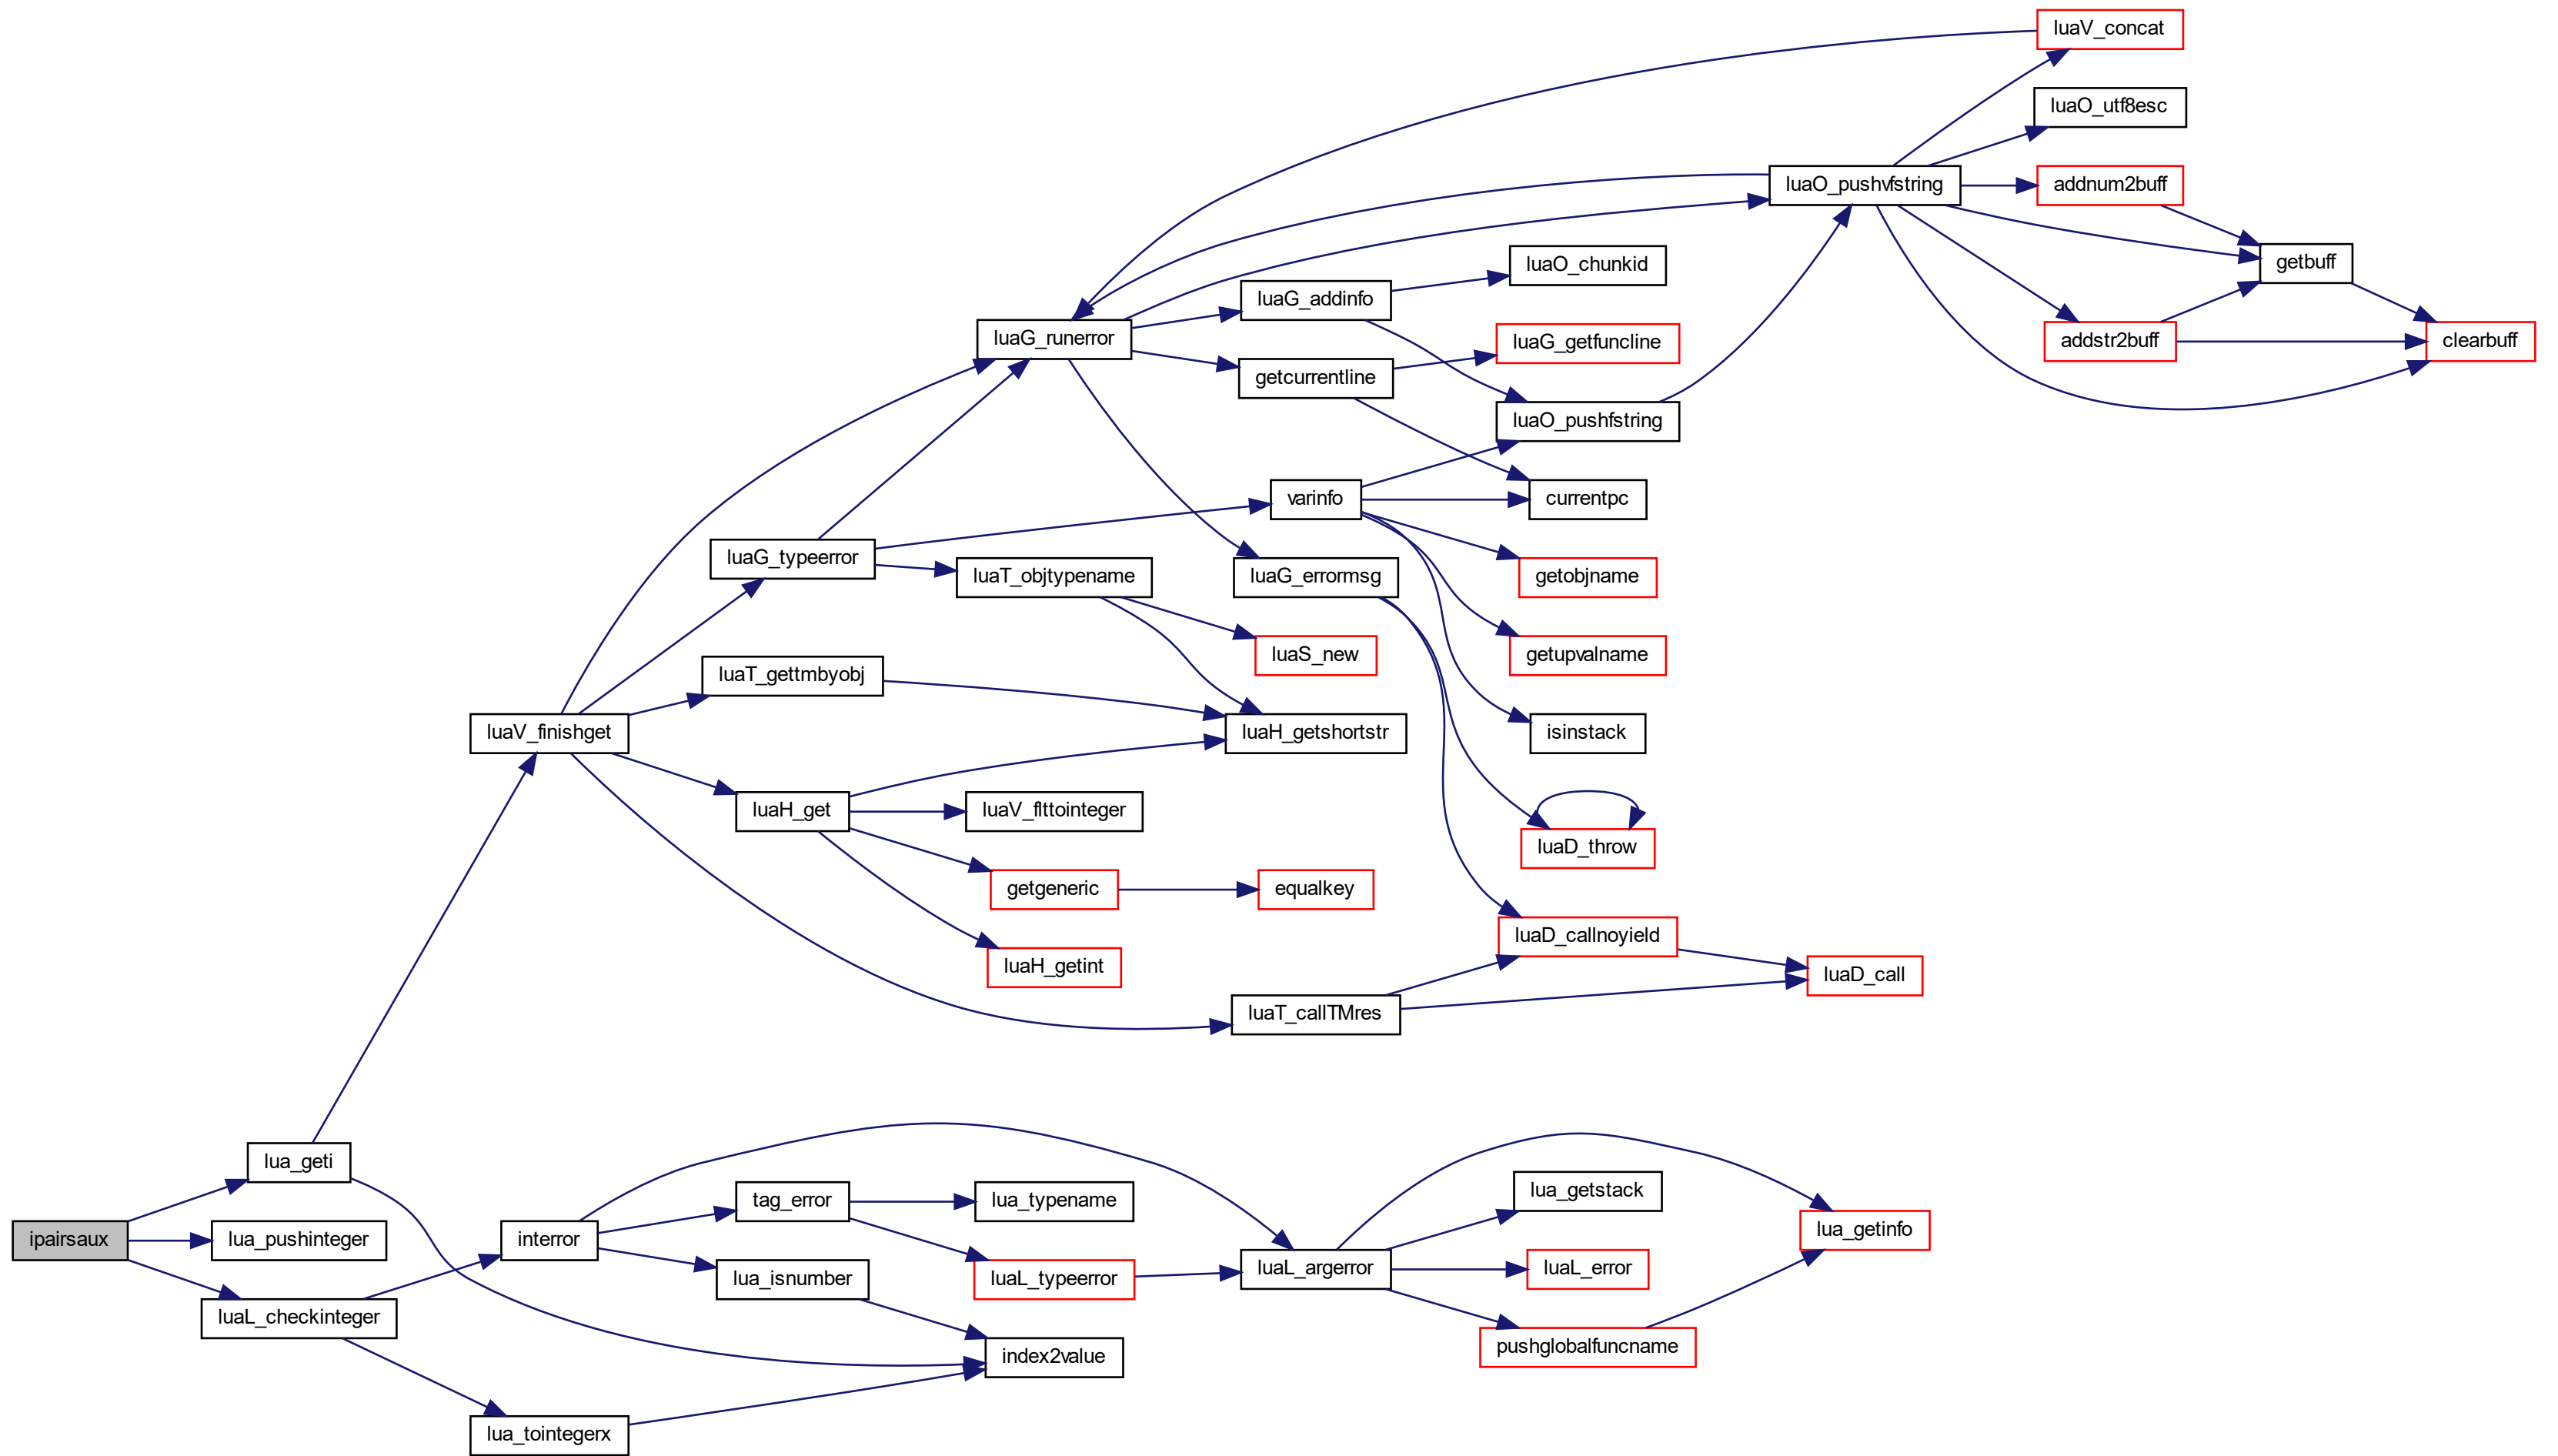 luaV_concat
luaO_utf8esc
luaO_pushvfstring
addnum2buff
getbuff
luaO_chunkid
luaG_addinfo
luaG_runerror
luaG_getfuncline
addstr2buff
clearbuff
getcurrentline
luaO_pushfstring
varinfo
currentpc
luaG_typeerror
luaT_objtypename
luaG_errormsg
getobjname
luaS_new
getupvalname
luaT_gettmbyobj
luaV_finishget
luaH_getshortstr
isinstack
luaH_get
luaV_flttointeger
luaD_throw
getgeneric
equalkey
luaD_callnoyield
luaH_getint
luaD_call
luaT_callTMres
lua_geti
tag_error
lua_typename
lua_getstack
ipairsaux
lua_pushinteger
interror
lua_getinfo
lua_isnumber
luaL_typeerror
luaL_argerror
luaL_error
luaL_checkinteger
index2value
pushglobalfuncname
lua_tointegerx